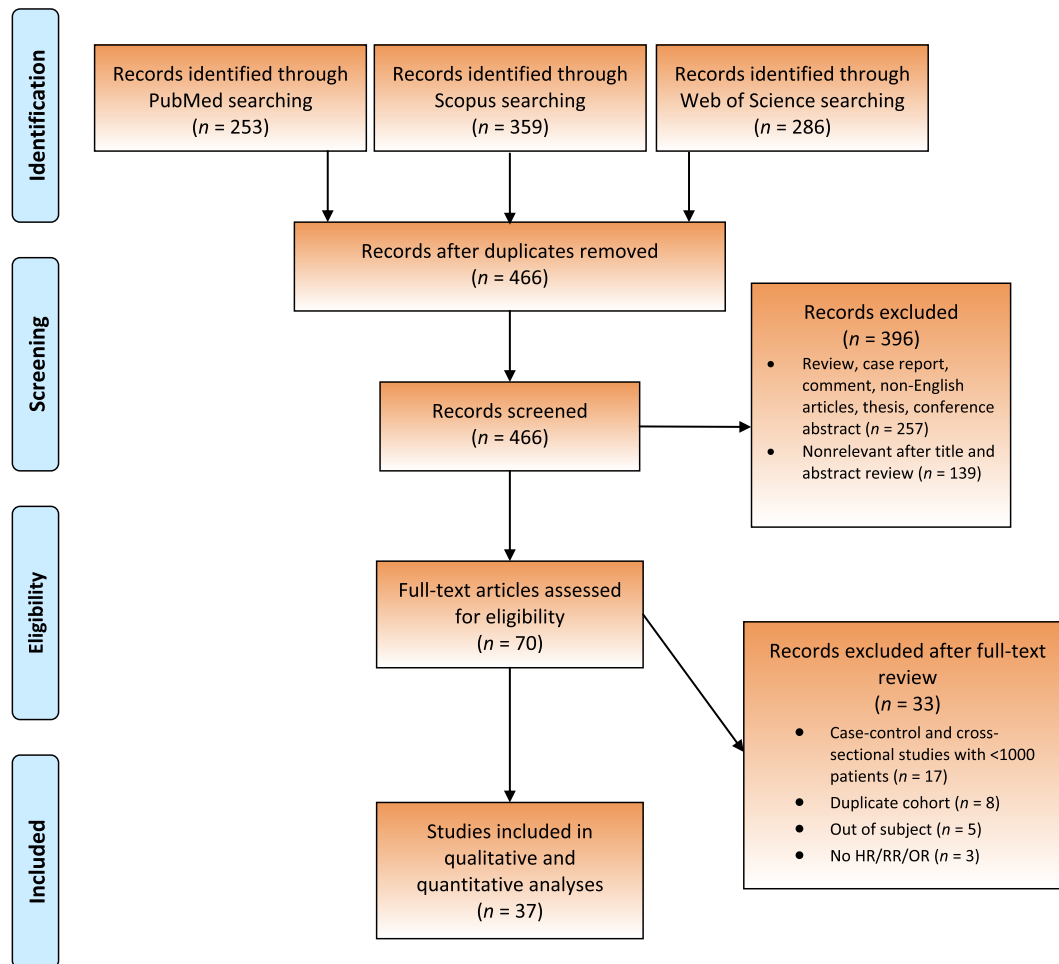 Identification
Records identified through
PubMed searching
(n = 253)
Records identified through
Scopus searching
(n = 359)
Records identified through
Web of Science searching
(n = 286)
Records after duplicates removed
(n = 466)
Screening
Records screened
(n = 466)
Records excluded
(n = 396)
• Review, case report,
comment, non-English
articles, thesis, conference
abstract (n = 257)
• Nonrelevant after title and
abstract review (n = 139)
Eligibility
Full-text articles assessed
for eligibility
(n = 70)
Records excluded after full-text
review
(n = 33)
• Case-control and cross-
sectional studies with <1000
patients (n = 17)
• Duplicate cohort (n = 8)
• Out of subject (n = 5)
• No HR/RR/OR (n = 3)
Included
Studies included in
qualitative and
quantitative analyses
(n = 37)